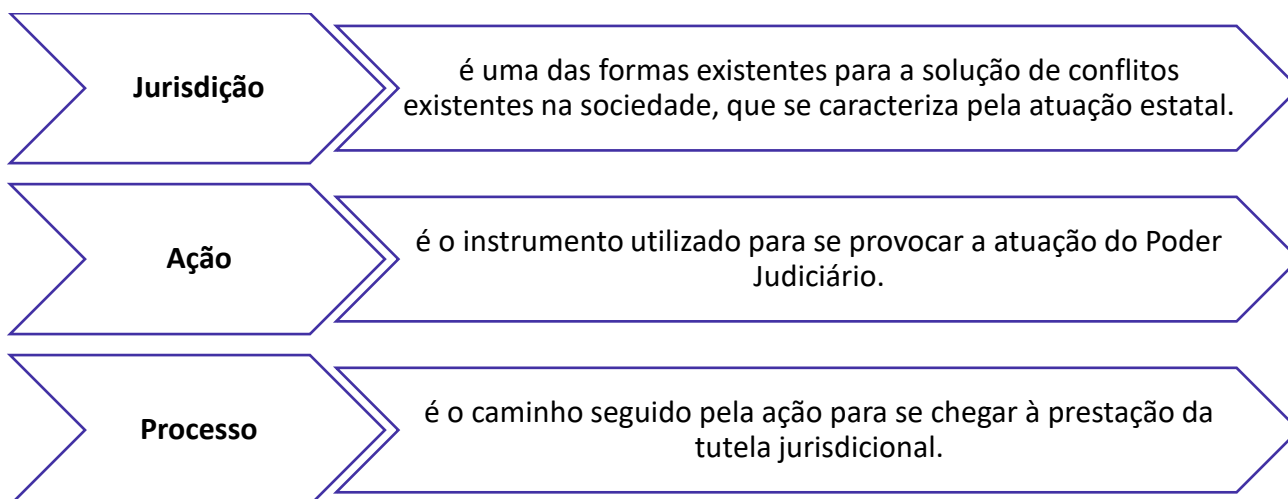 Jurisdição
é uma das formas existentes para a solução de conflitos
existentes na sociedade, que se caracteriza pela atuação estatal.
Ação
é o instrumento utilizado para se provocar a atuação do Poder
Judiciário.
Processo
é o caminho seguido pela ação para se chegar à prestação da
tutela jurisdicional.